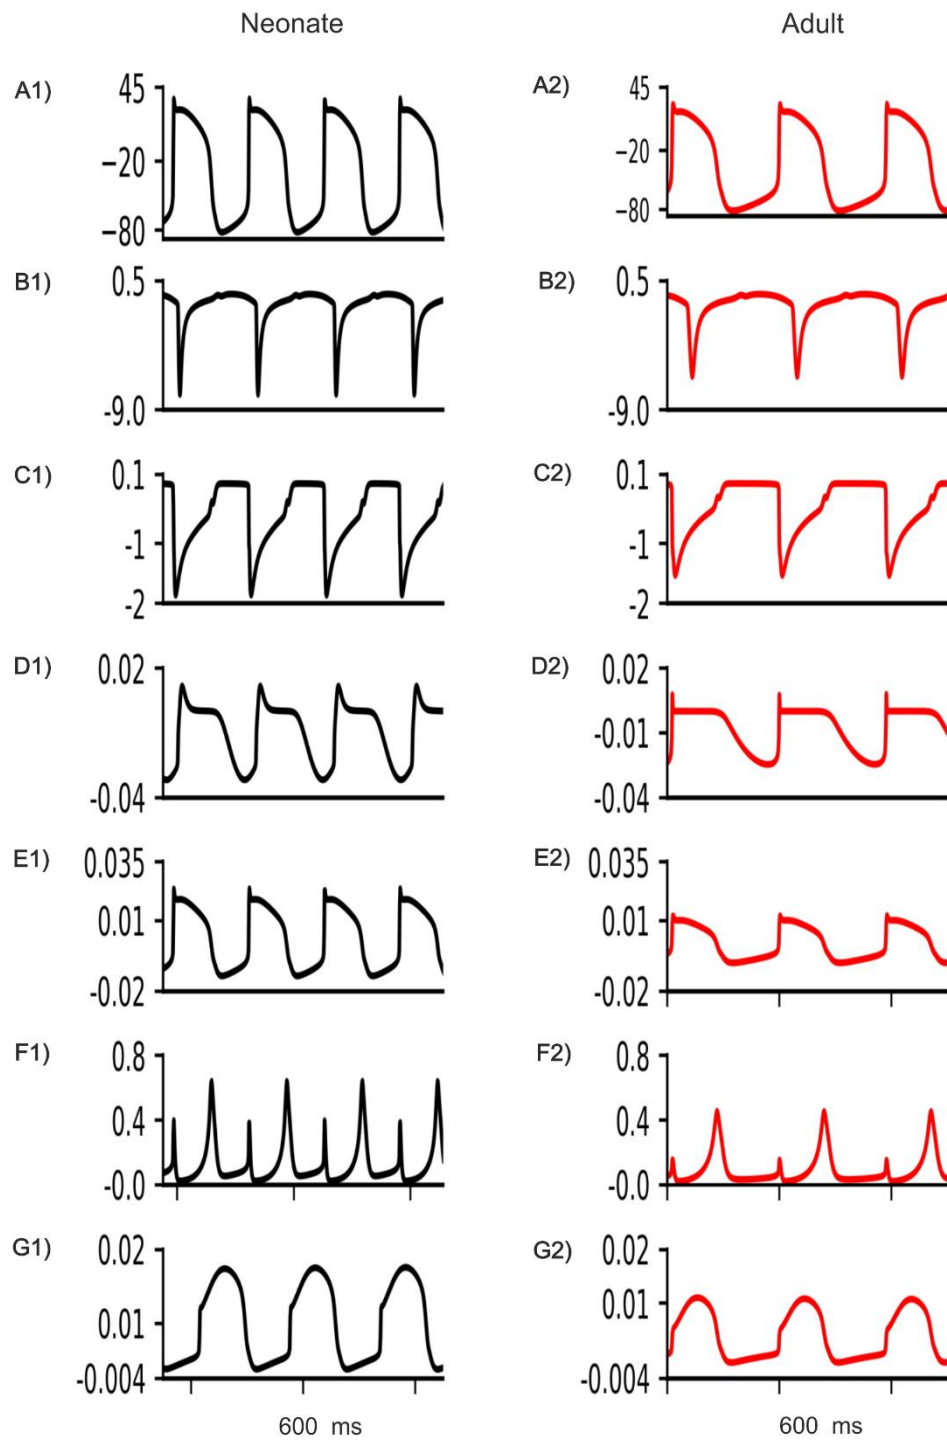 Neonate Adult
A1) 45 -20 -80 A2) 45 -20 -80
B1) 0.5 -9.0 B2) 0.5 -9.0
C1) 0.1 -1 -2 C2) 0.1 -1 -2
D1) 0.02 -0.04 D2) 0.02 -0.01 -0.04
E1) 0.035 0.01 -0.02 E2) 0.035 0.01 -0.02
F1) 0.8 0.4 -0.0 F2) 0.8 0.4 -0.0
G1) 0.02 0.01 -0.004 G2) 0.02 0.01 -0.004
600 ms 600 ms